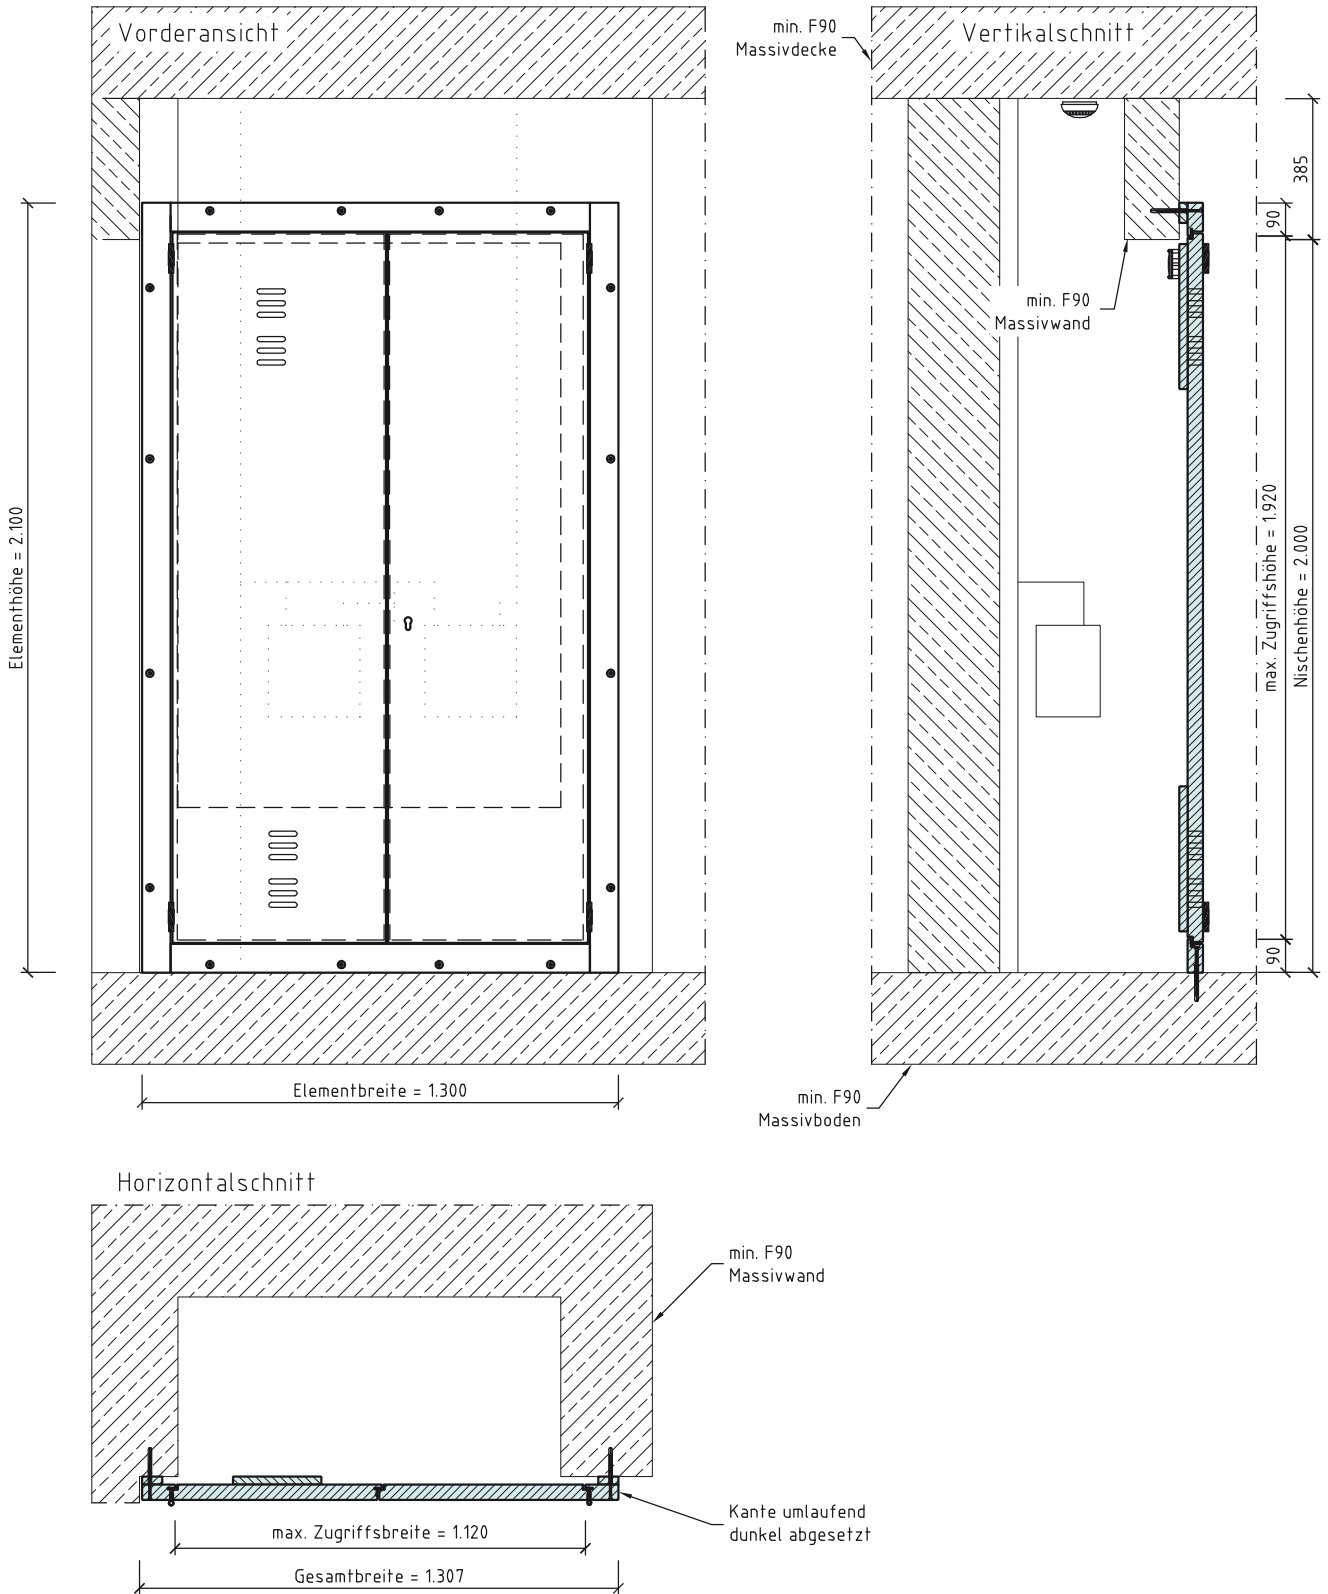 Vorderansicht
min. F90
Massivdecke
Vertikalschnitt
385
90
min. F90
Massivwand
Elementhöhe = 2.100
max. Zugriffshöhe = 1.920
Nischenhöhe = 2.000
90
Elementbreite = 1.300
min. F90
Massivboden
Horizontalschnitt
min. F90
Massivwand
Kante umlaufend
dunkel abgesetzt
max. Zugriffsbreite = 1.120
Gesamtbreite = 1.307